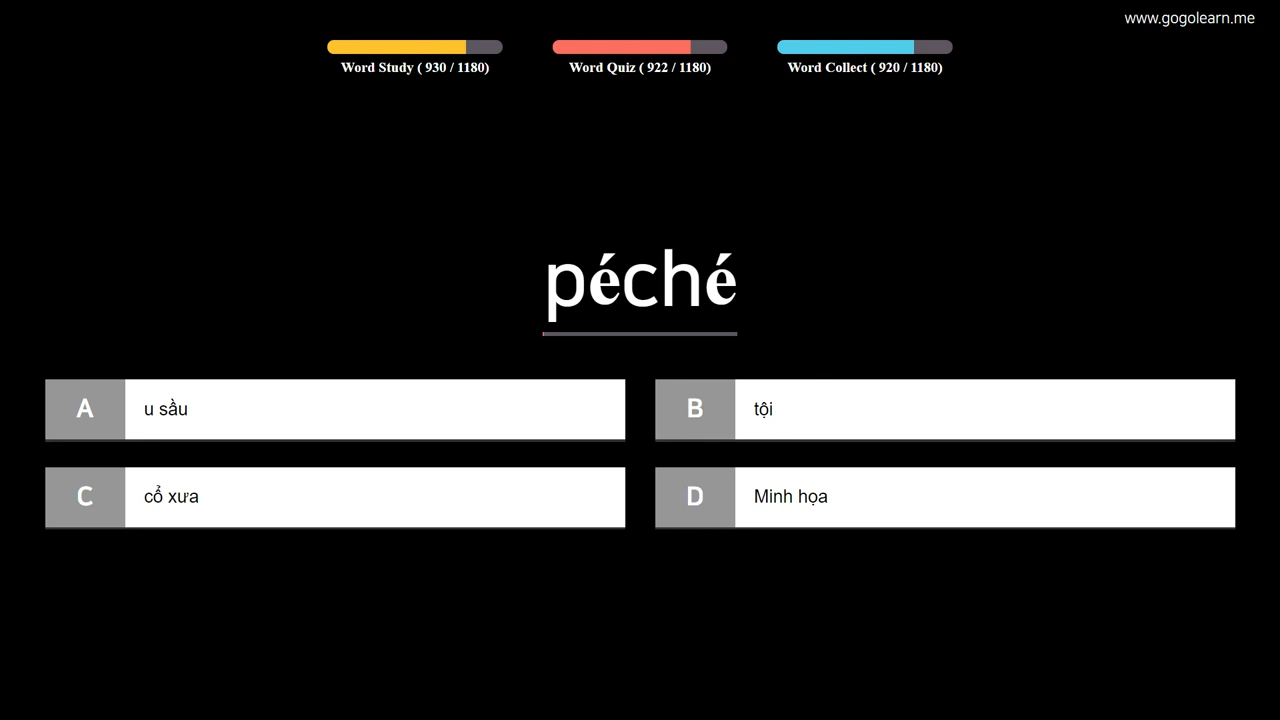 www.gogolearn.me
Word Study ( 930 / 1180)
Word Quiz ( 922 / 1180)
Word Collect ( 920 / 1180)
péché
A u sầu
B tội
C cổ xưa
D Minh họa